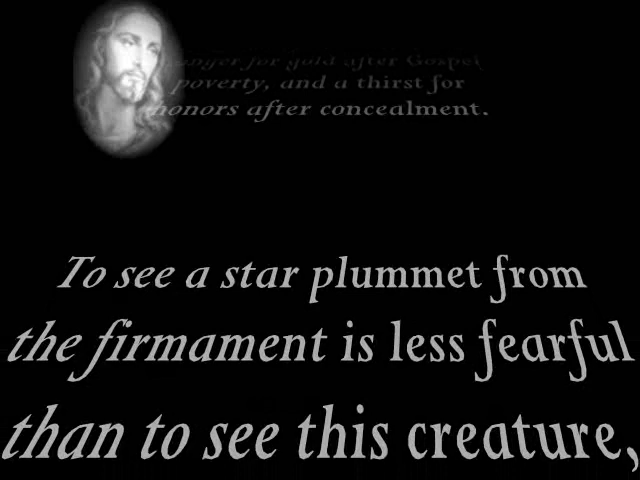 for gold after Gospel
poverty, and a thirst for
honors after concealment.
To see a star plummet from
the firmament is less fearful
than to see this creature,